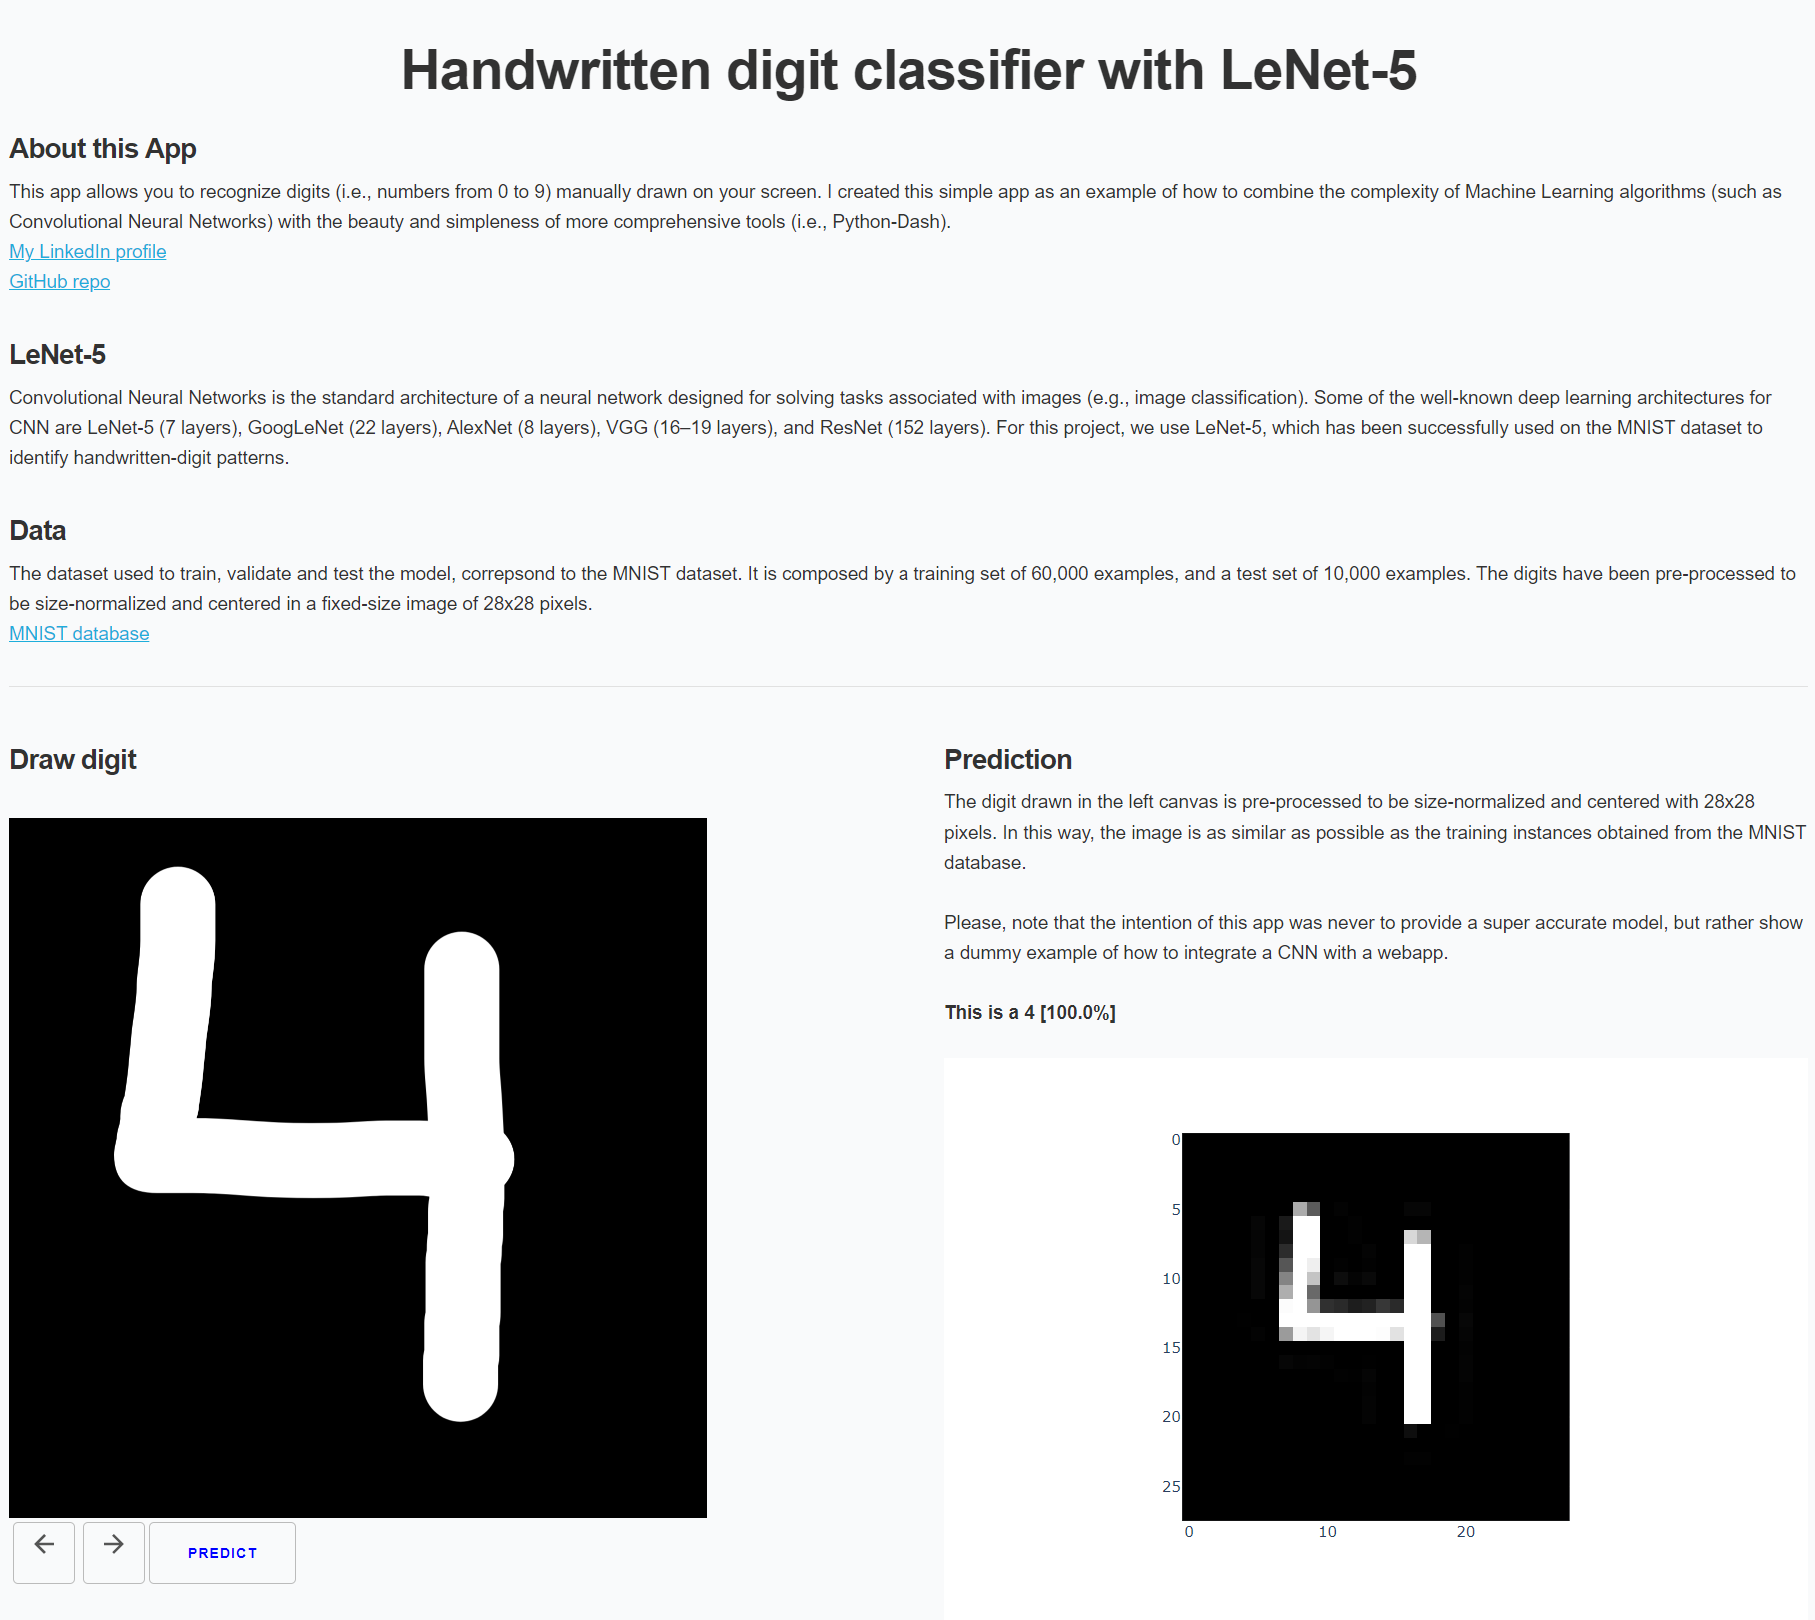 Handwritten digit classifier with LeNet-5
About this App
This app allows you to recognize digits (i.e., numbers from 0 to 9) manually drawn on your screen. I created this simple app as an example of how to combine the complexity of Machine Learning algorithms (such as
Convolutional Neural Networks) with the beauty and simpleness of more comprehensive tools (i.e., Python-Dash).
My LinkedIn profile
GitHub repo
LeNet-5
Convolutional Neural Networks is the standard architecture of a neural network designed for solving tasks associated with images (e.g., image classification). Some of the well-known deep learning architectures for
CNN are LeNet-5 (7 layers), GoogLeNet (22 layers), AlexNet (8 layers), VGG (16–19 layers), and ResNet (152 layers). For this project, we use LeNet-5, which has been successfully used on the MNIST dataset to
identify handwritten-digit patterns.
Data
The dataset used to train, validate and test the model, correpsond to the MNIST dataset. It is composed by a training set of 60,000 examples, and a test set of 10,000 examples. The digits have been pre-processed to
be size-normalized and centered in a fixed-size image of 28x28 pixels.
MNIST database
Draw digit
4
PREDICT
Prediction
The digit drawn in the left canvas is pre-processed to be size-normalized and centered with 28x28
pixels. In this way, the image is as similar as possible as the training instances obtained from the MNIST
database.
Please, note that the intention of this app was never to provide a super accurate model, but rather show
a dummy example of how to integrate a CNN with a webapp.
This is a 4 [100.0%]
0
5
10
15
20
25
4
0 10 20